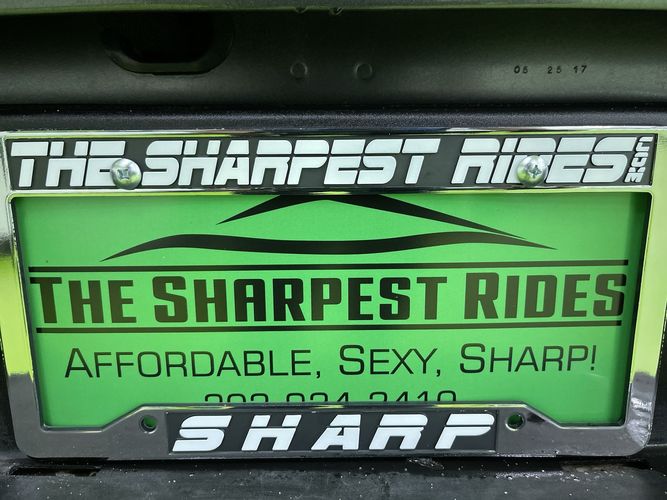 05 25 17
THE SHARPEST RIDES.COM
THE SHARPEST RIDES
AFFORDABLE, SEXY, SHARP!
SHARP